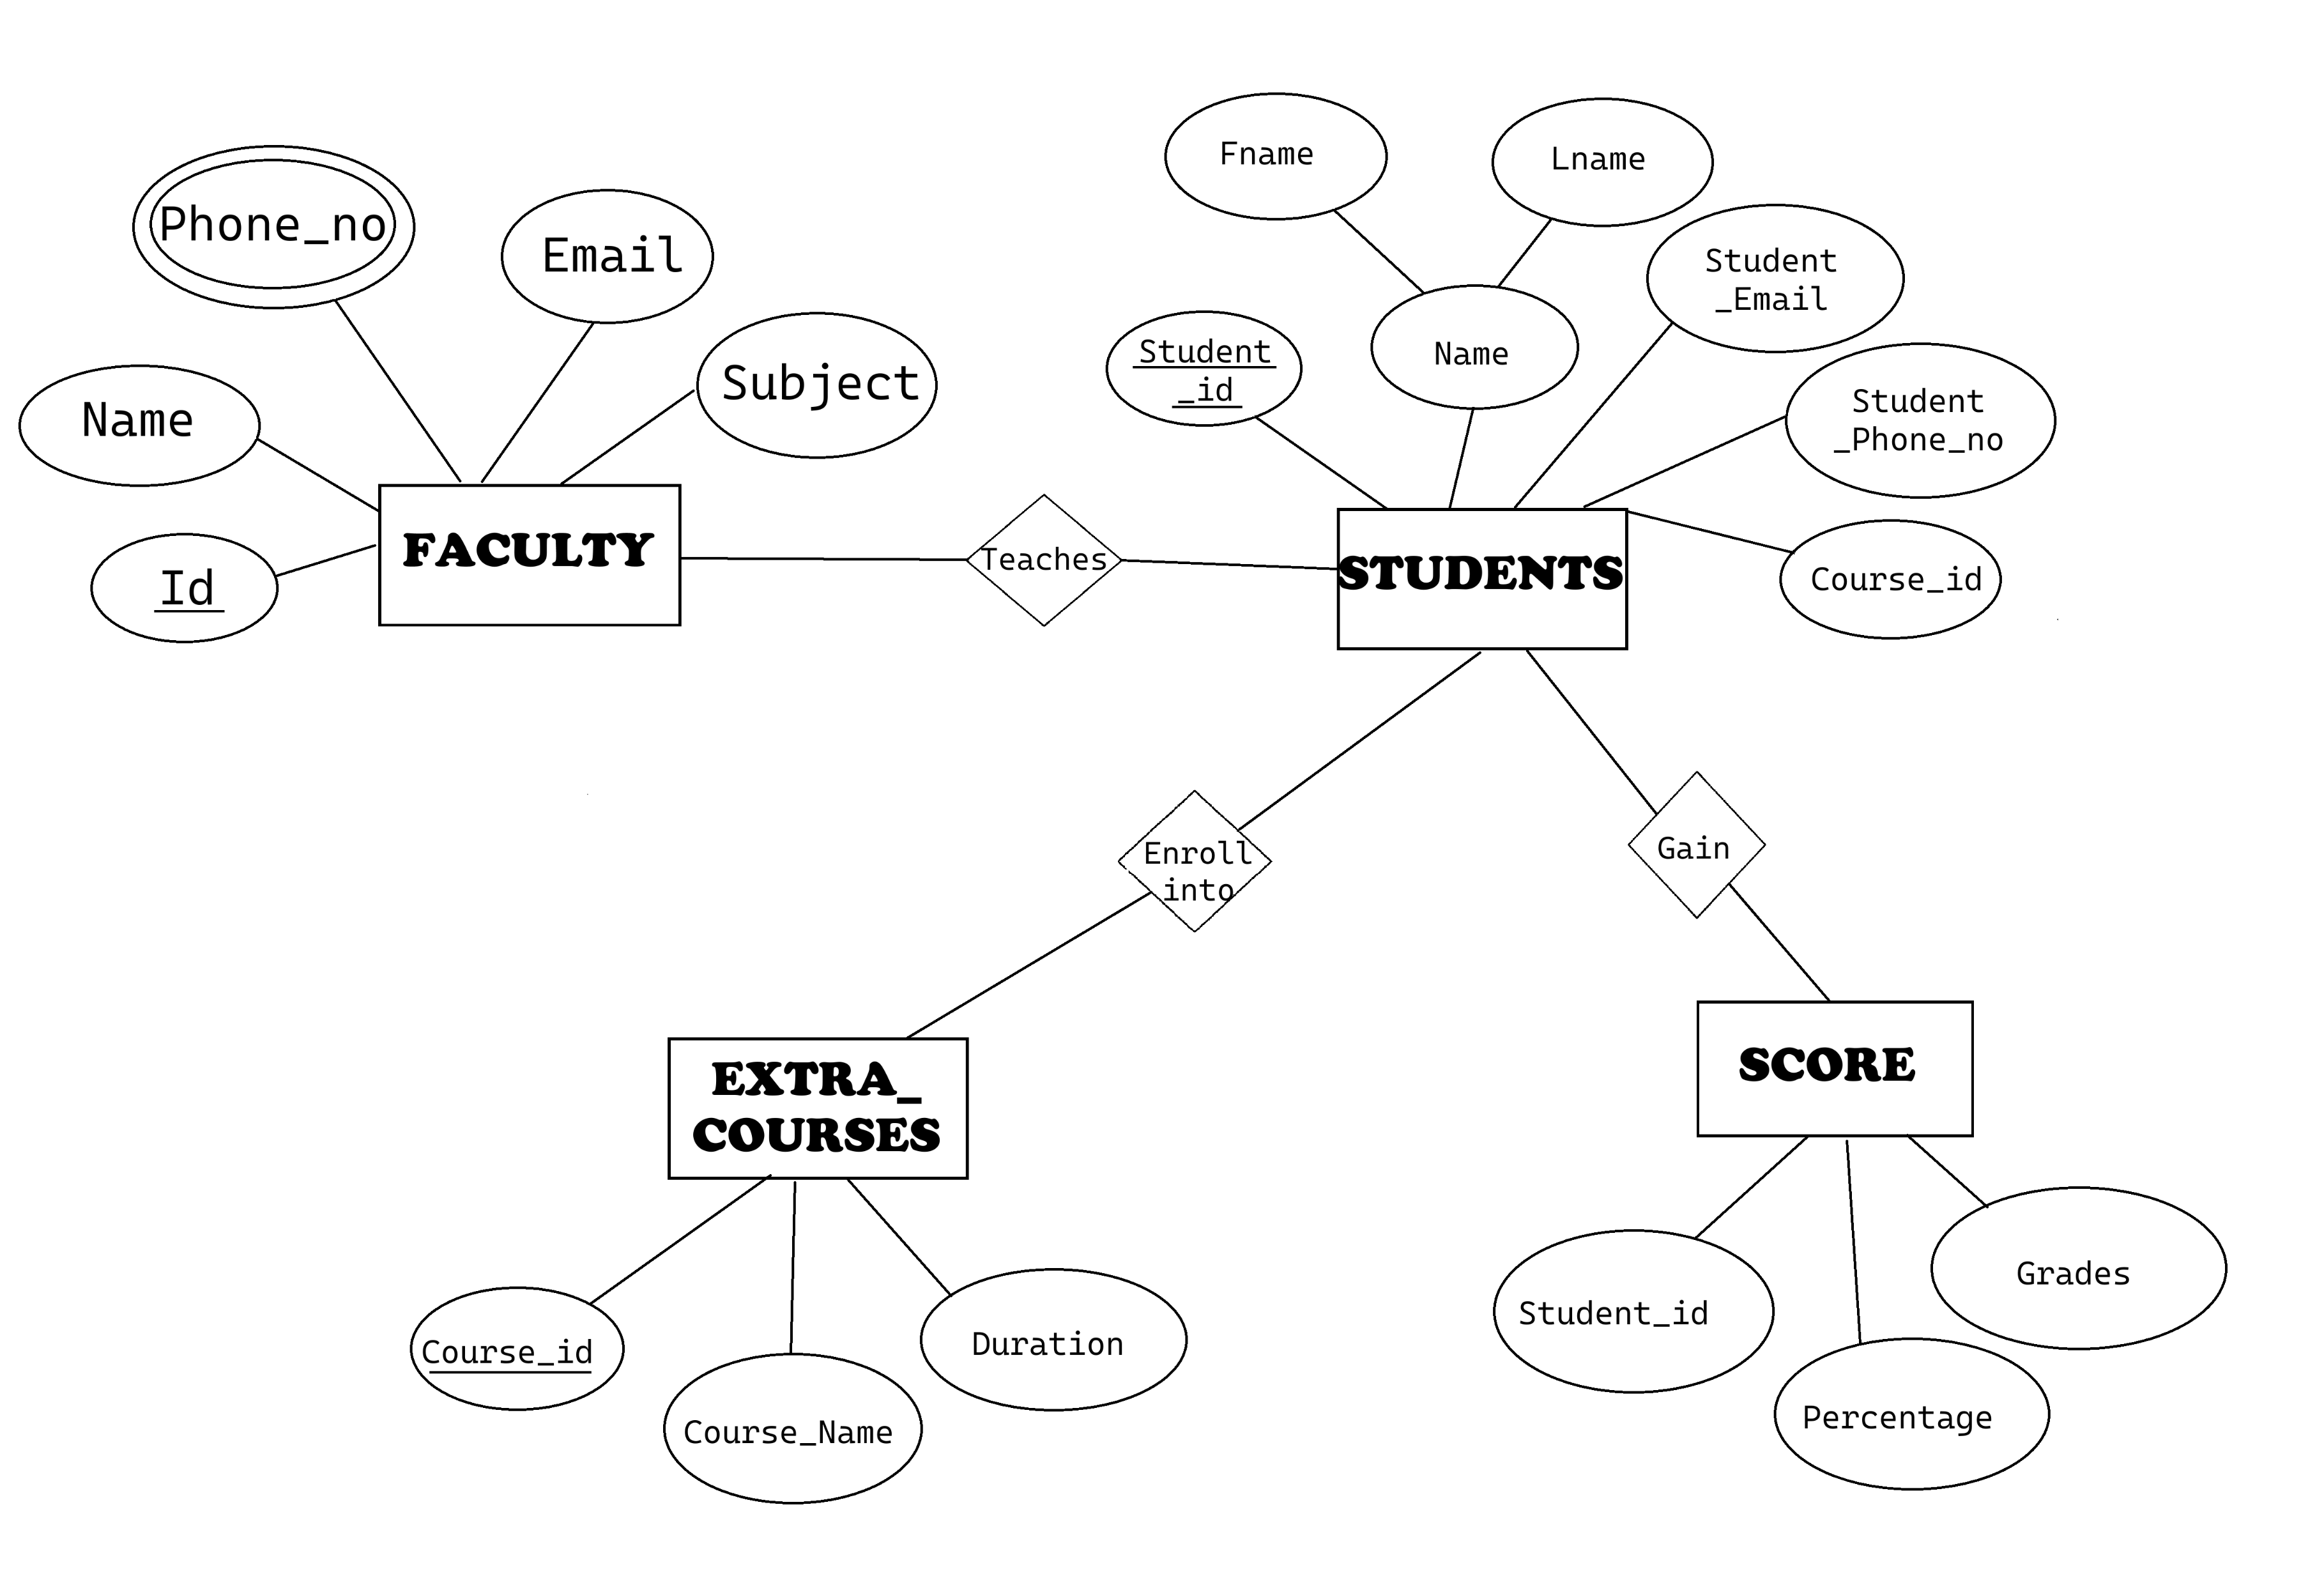 Fname
Lname
Phone_no
Email
Student
_Email
Student
_id
Name
Subject
Name
Student
_Phone_no
FACULTY
Teaches
STUDENTS
Course_id
Id
Enroll
into
Gain
EXTRA_
COURSES
SCORE
Course_id
Course_Name
Duration
Student_id
Percentage
Grades